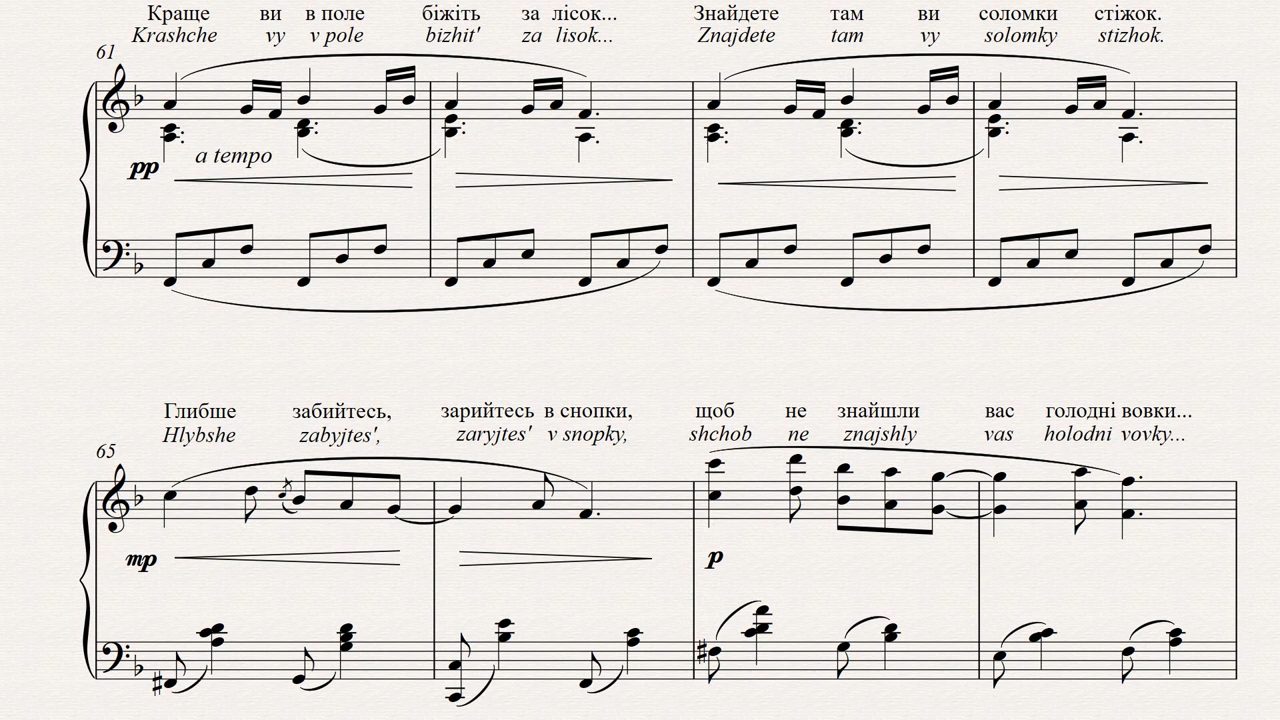 Краще ви в поле біжіть за лісок... Знайдете там ви соломки стіжок.
Krashche vy v pole bizhit' za lisok... Znajdete tam vy solomky stizhok.
61
a tempo
pp
Глибше забийтесь, зарийтесь в снопки, щоб не знайшли вас голодні вовки...
Hlybshe zabyjtes', zaryjtes' v snopky, shchob ne znajshly vas holodni vovky...
65
mp p